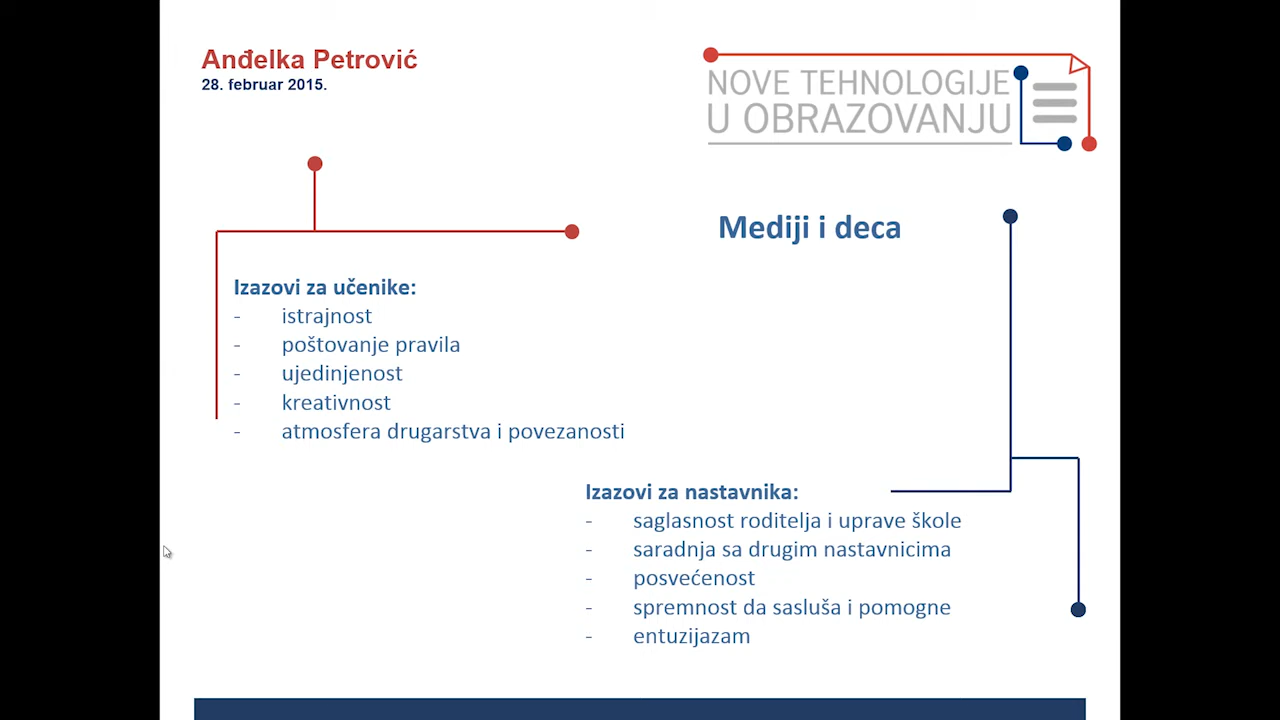 Anđelka Petrović
28. februar 2015.
NOVE TEHNOLOGIJE
U OBRAZOVANJU
Mediji i deca
Izazovi za učenike:
- istrajnost
- poštovanje pravila
- ujedinjenost
- kreativnost
- atmosfera drugarstva i povezanosti
Izazovi za nastavnika:
- saglasnost roditelja i uprave škole
- saradnja sa drugim nastavnicima
- posvećenost
- spremnost da sasluša i pomogne
- entuzijazam